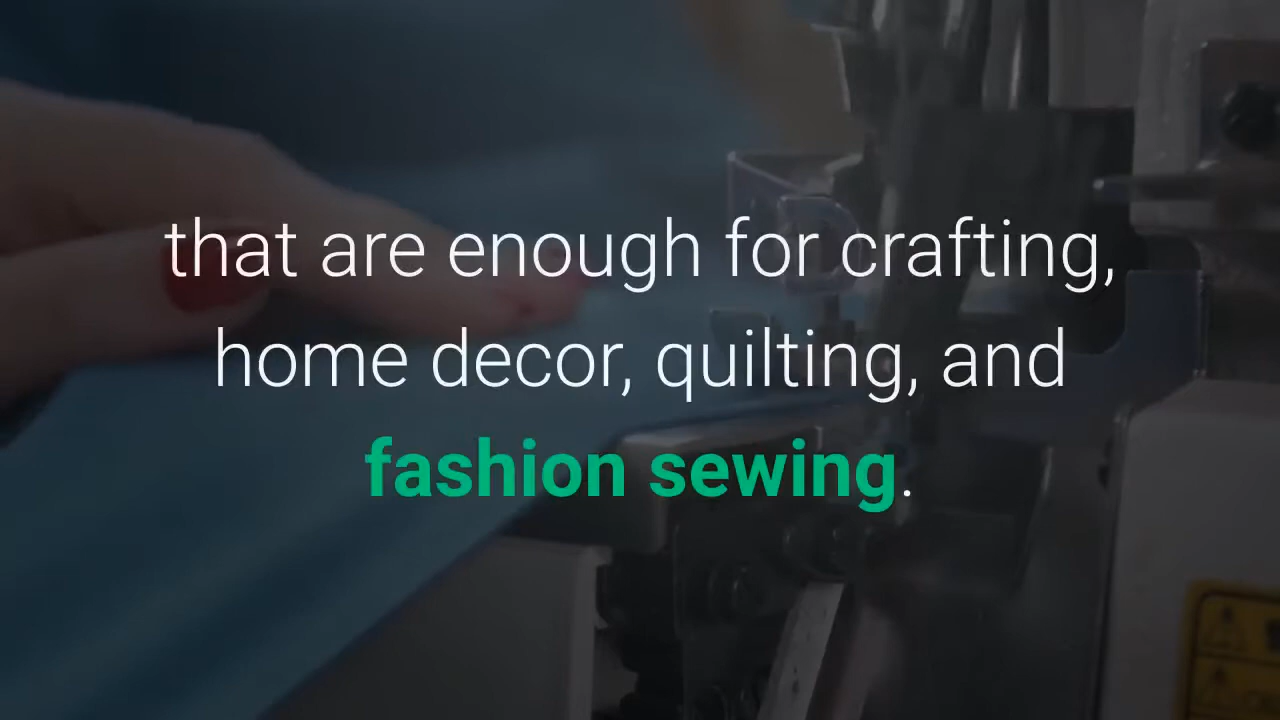 that are enough for crafting,
home decor, quilting, and
fashion sewing.